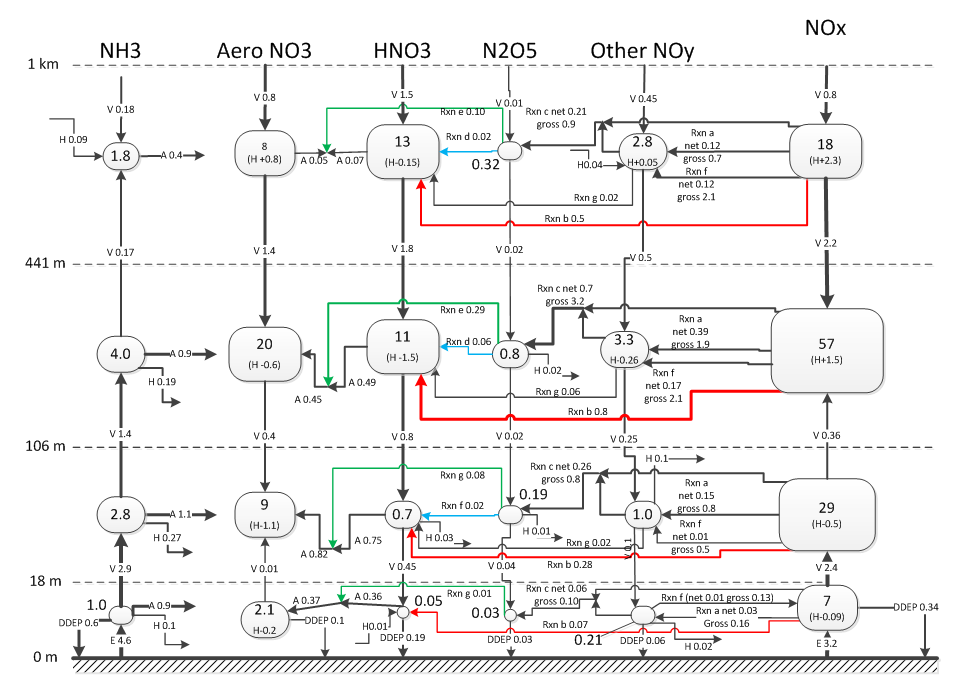 NH3 Aero NO3 HNO3 N2O5 Other NOy NOx
1 km
V 0.18 V 0.8 V 1.5 V 0.01 V 0.45 V 0.8
Rxn e 0.10 Rxn c net 0.21
gross 0.9
H 0.09
1.8
A 0.4
8
(H +0.8)
A 0.05 A 0.07
13
(H-0.15)
Rxn d 0.02
0.32
H0.04
2.8
H+0.05
Rxn a
net 0.12
gross 0.7
Rxn f
net 0.12
gross 2.1
18
(H+2.3)
Rxn g 0.02
Rxn b 0.5
V 0.17 V 1.4 V 1.8 V 0.02 V 0.5 V 2.2
441 m
Rxn e 0.29
Rxn c net 0.7
gross 3.2
4.0
A 0.9
H 0.19
20
(H -0.6)
A 0.45
A 0.49
11
(H -1.5)
Rxn d 0.06
0.8
H 0.02
3.3
H-0.26
Rxn a
net 0.39
gross 1.9
Rxn f
net 0.17
gross 2.1
57
(H+1.5)
Rxn g 0.06
Rxn b 0.8
V 1.4 V 0.4 V 0.8 V 0.02 V 0.25 V 0.36
106 m
Rxn g 0.08
Rxn c net 0.26
gross 0.8
H 0.1
2.8
A 1.1
H 0.27
9
(H-1.1)
A 0.82
A 0.75
0.7
H 0.03
Rxn f 0.02
0.19
H 0.01
1.0
Rxn a
net 0.15
gross 0.8
Rxn f
net 0.01
gross 0.5
29
(H-0.5)
Rxn g 0.02
Rxn b 0.28
V 2.9 V 0.01 V 0.45 V 0.04 V 0.1 V 2.4
18 m
1.0
A 0.9
H 0.1
DDEP 0.6
E 4.6
2.1
H-0.2
A 0.37
A 0.36
DDEP 0.1
H0.01
0.05
DDEP 0.19
Rxn g 0.01
Rxn c net 0.06
gross 0.10
0.03
DDEP 0.03
Rxn b 0.07
0.21
DDEP 0.06
H 0.02
Rxn f (net 0.01 gross 0.13)
Rxn a net 0.03
Gross 0.16
7
(H-0.09)
E 3.2
DDEP 0.34
0 m